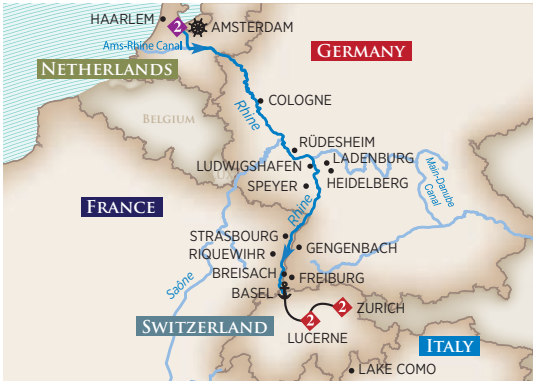 HAARLEM
2
AMSTERDAM
Ams-Rhine Canal
GERMANY
NETHERLANDS
COLOGNE
Rhine
BELGIUM
RÜDESHEIM
LADENBURG
LUDWIGSHAFEN
HEIDELBERG
SPEYER
Main-Danube
Canal
FRANCE
Rhine
STRASBOURG
GENGENBACH
RIQUEWIHR
BREISACH
FREIBURG
Saône
BASEL
2
ZURICH
2
SWITZERLAND
LUCERNE
ITALY
LAKE COMO